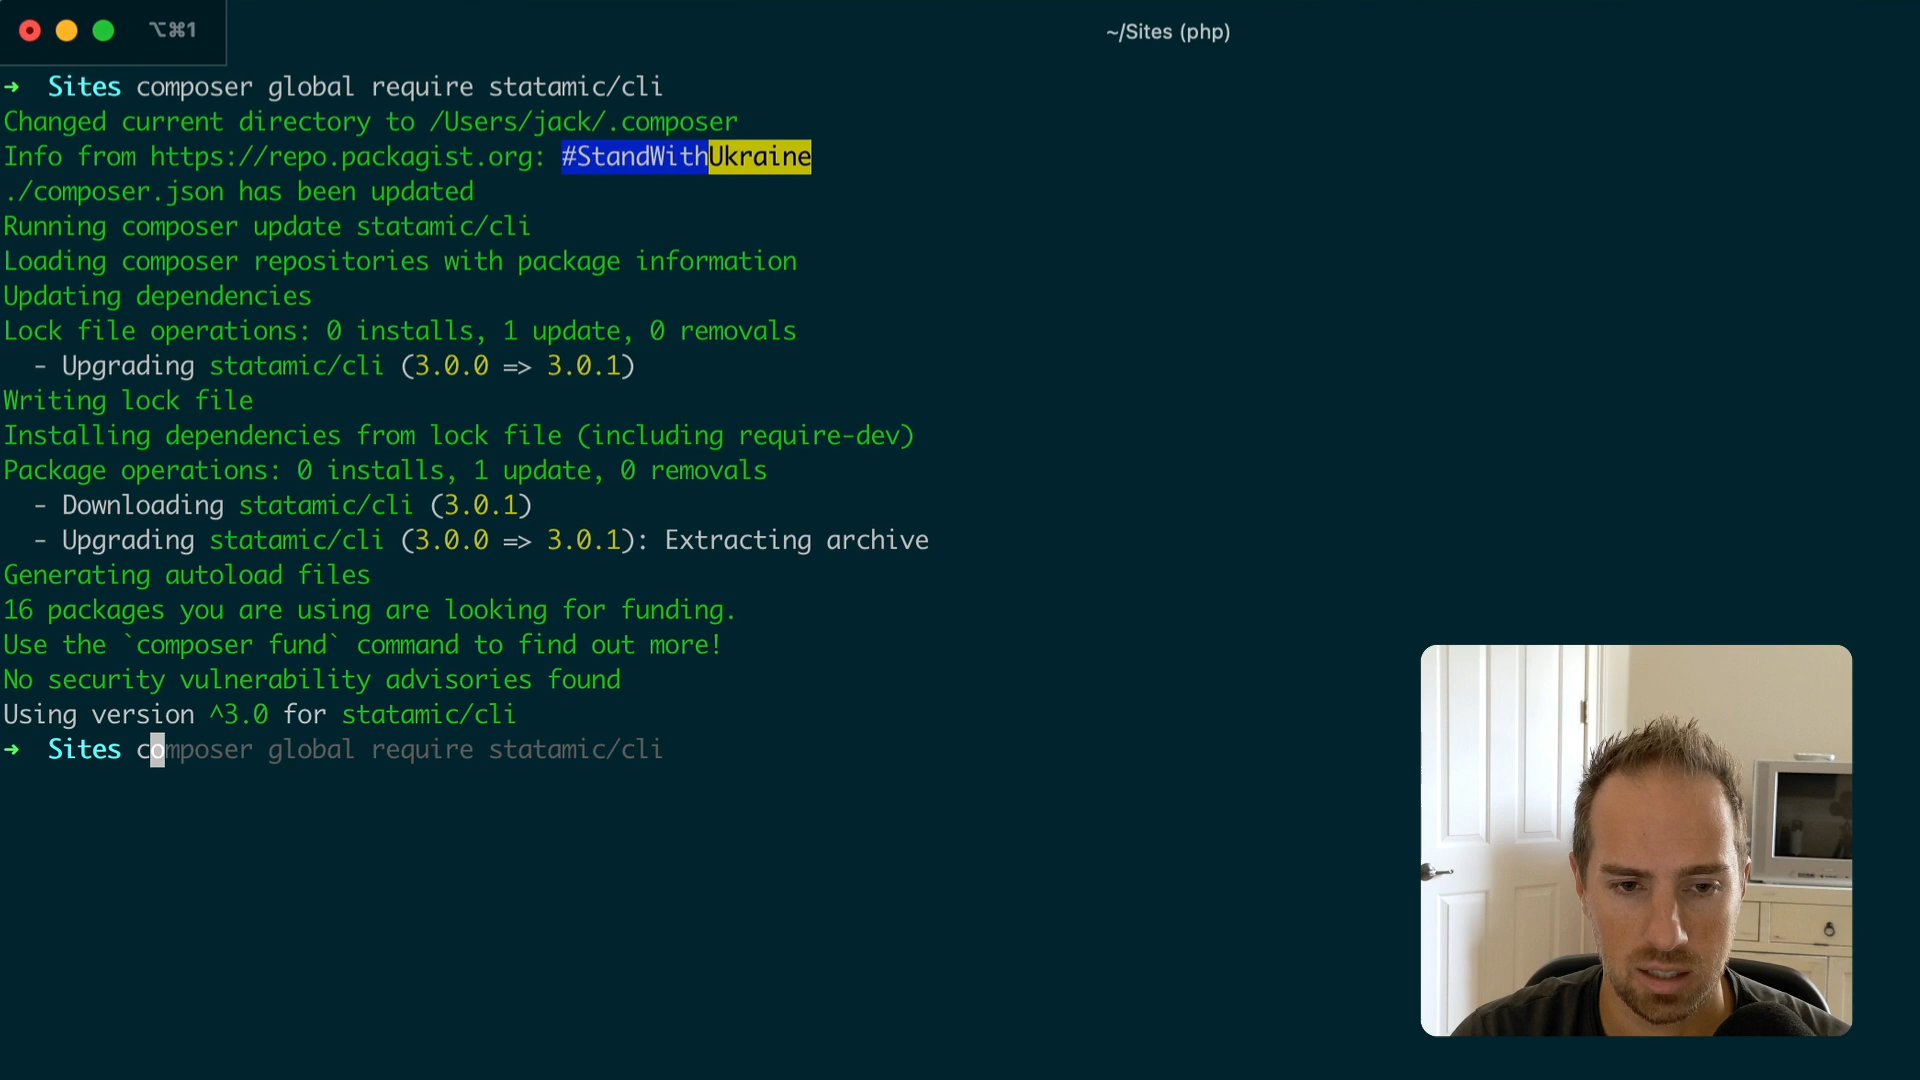 ⌥⌘1
~/Sites (php)
➜ Sites composer global require statamic/cli
Changed current directory to /Users/jack/.composer
Info from https://repo.packagist.org: #StandWithUkraine
./composer.json has been updated
Running composer update statamic/cli
Loading composer repositories with package information
Updating dependencies
Lock file operations: 0 installs, 1 update, 0 removals
- Upgrading statamic/cli (3.0.0 => 3.0.1)
Writing lock file
Installing dependencies from lock file (including require-dev)
Package operations: 0 installs, 1 update, 0 removals
- Downloading statamic/cli (3.0.1)
- Upgrading statamic/cli (3.0.0 => 3.0.1): Extracting archive
Generating autoload files
16 packages you are using are looking for funding.
Use the `composer fund` command to find out more!
No security vulnerability advisories found
Using version ^3.0 for statamic/cli
➜ Sites composer global require statamic/cli